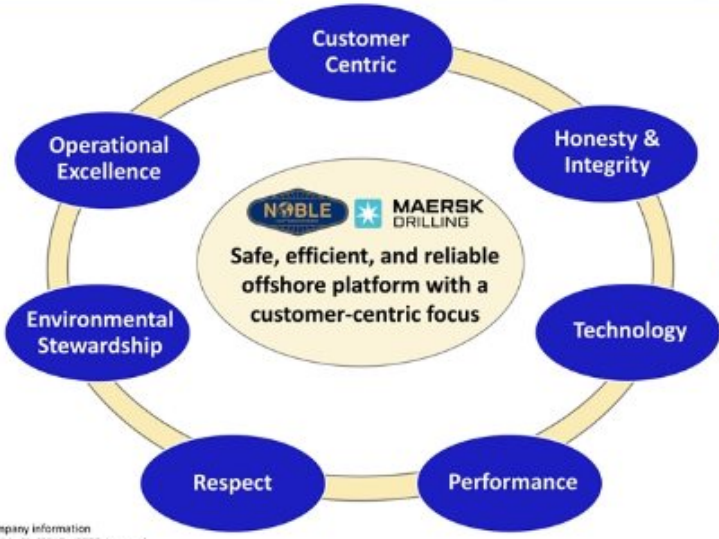 Customer
Centric
Honesty &
Integrity
Operational
Excellence
NOBLE
MAERSK
DRILLING
Safe, efficient, and reliable
offshore platform with a
customer-centric focus
Environmental
Stewardship
Technology
Respect
Performance
information